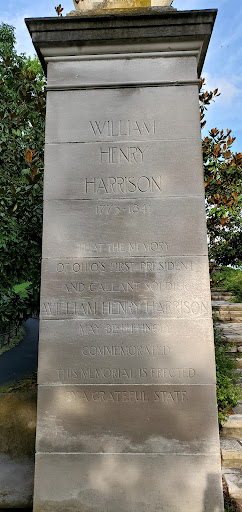 WILLIAM
HENRY
HARRISON
1773-1841
THAT THE MEMORY
OF OHIO'S FIRST PRESIDENT
AND GALLANT SOLDIER
WILLIAM HENRY HARRISON
MAY BE FITTINGLY
COMMEMORATED
THIS MEMORIAL IS ERECTED
BY A GRATEFUL STATE